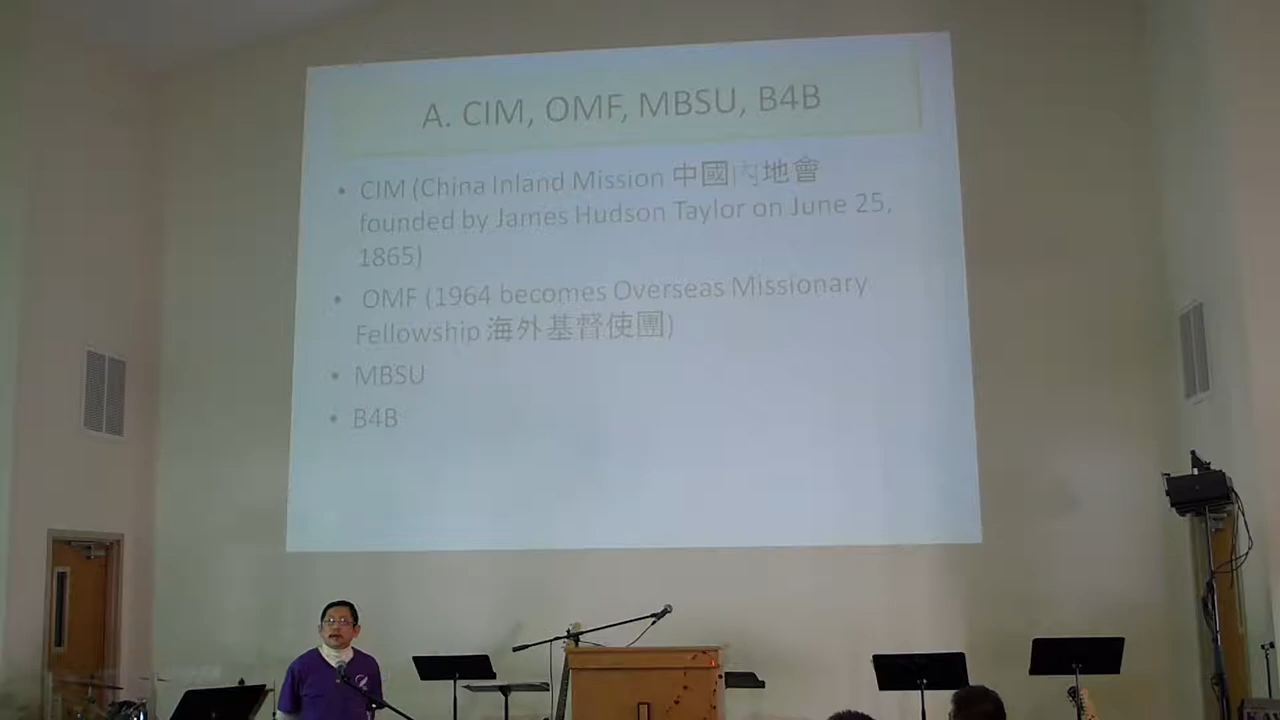 A. CIM, OMF, MBSU, B4B
• CIM (China Inland Mission 中國內地會
founded by James Hudson Taylor on June 25,
1865)
• OMF (1964 becomes Overseas Missionary
Fellowship 海外基督使團)
• MBSU
• B4B